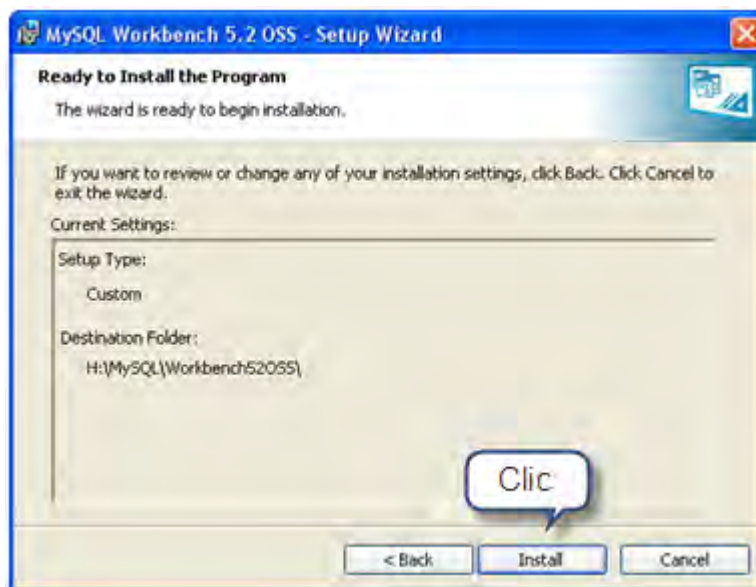 MySQL Workbench 5.2 OSS - Setup Wizard
Ready to Install the Program
The wizard is ready to begin installation.
If you want to review or change any of your installation settings, click Back. Click Cancel to
exit the wizard.
Current Settings:
Setup Type:
Custom
Destination Folder:
H:\MySQL\Workbench52OSS\
Clic
< Back
Install
Cancel